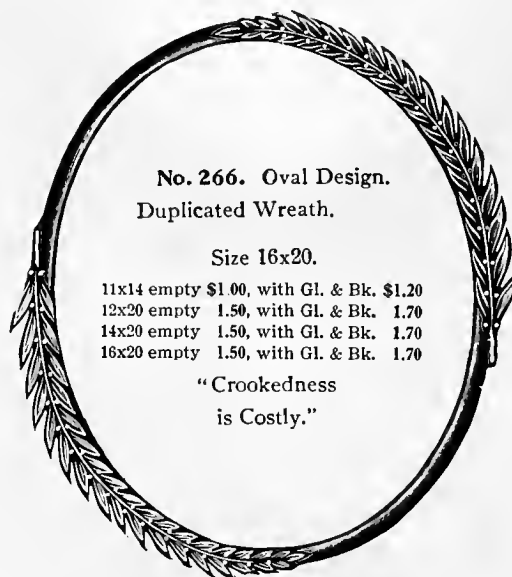 No. 266. Oval Design.
Duplicated Wreath.
Size 16x20.
11x14 empty $1.00, with Gl. & Bk. $1.20
12x20 empty 1.50, with Gl. & Bk. 1.70
14x20 empty 1.50, with Gl. & Bk. 1.70
16x20 empty 1.50, with Gl. & Bk. 1.70
"Crookedness
is Costly."